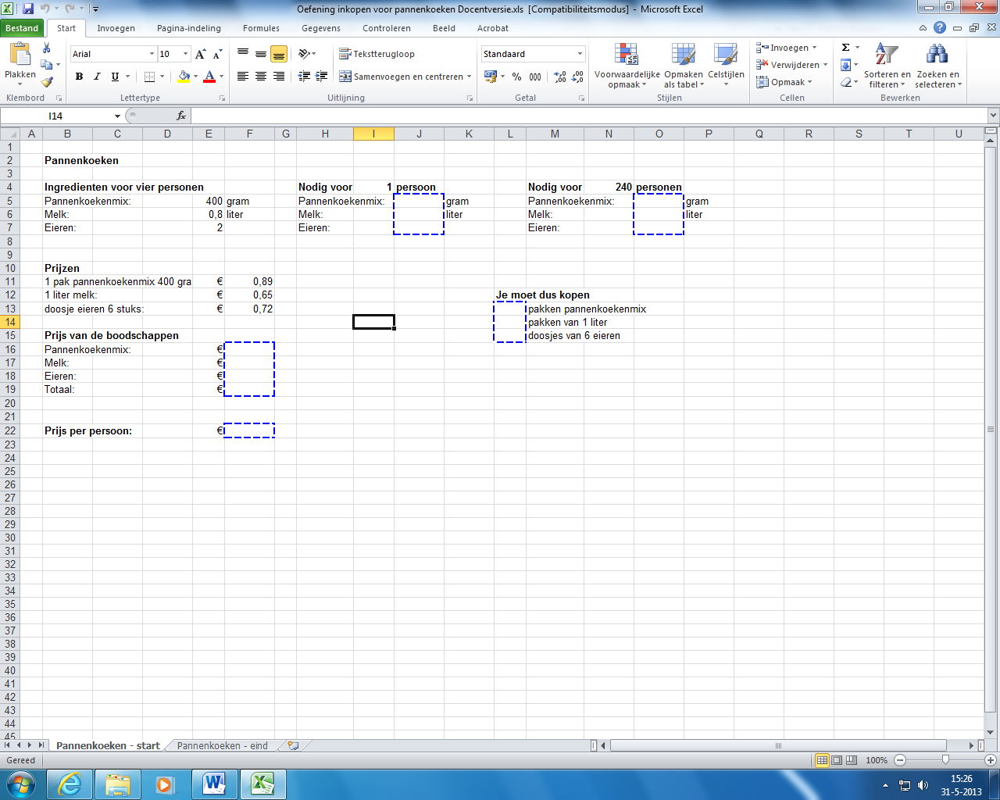 Oefening inkopen voor pannenkoeken Docentversie.xls [Compatibiliteitsmodus] - Microsoft Excel
Bestand Start Invoegen Pagina-indeling Formules Gegevens Controleren Beeld Acrobat
Plakken Arial 10 Tekstterugloop Standaard Voorwaardelijke opmaak Opmaken als tabel Celstijlen Invoegen Σ Sorteren en filteren Zoeken en selecteren
B I U Samenvoegen en centreren % 000 Verwijderen
Opmaak
Klembord Lettertype Uitlijning Getal Stijlen Cellen Bewerken
I14 fx
A B C D E F G H I J K L M N O P Q R S T U
1
2 Pannenkoeken
3
4 Ingredienten voor vier personen Nodig voor 1 persoon Nodig voor 240 personen
5 Pannenkoekenmix: 400 gram Pannenkoekenmix: gram Pannenkoekenmix: gram
6 Melk: 0,8 liter Melk: liter Melk: liter
7 Eieren: 2 Eieren: Eieren:
8
9
10 Prijzen
11 1 pak pannenkoekenmix 400 gra € 0,89
12 1 liter melk: € 0,65 Je moet dus kopen
13 doosje eieren 6 stuks: € 0,72 pakken pannenkoekenmix
14 pakken van 1 liter
15 Prijs van de boodschappen doosjes van 6 eieren
16 Pannenkoekenmix: €
17 Melk: €
18 Eieren: €
19 Totaal: €
20
21
22 Prijs per persoon: €
23
24
25
26
27
28
29
30
31
32
33
34
35
36
37
38
39
40
41
42
43
44
45
Pannenkoeken - start Pannenkoeken - eind
Gereed 100%
15:26
31-5-2013